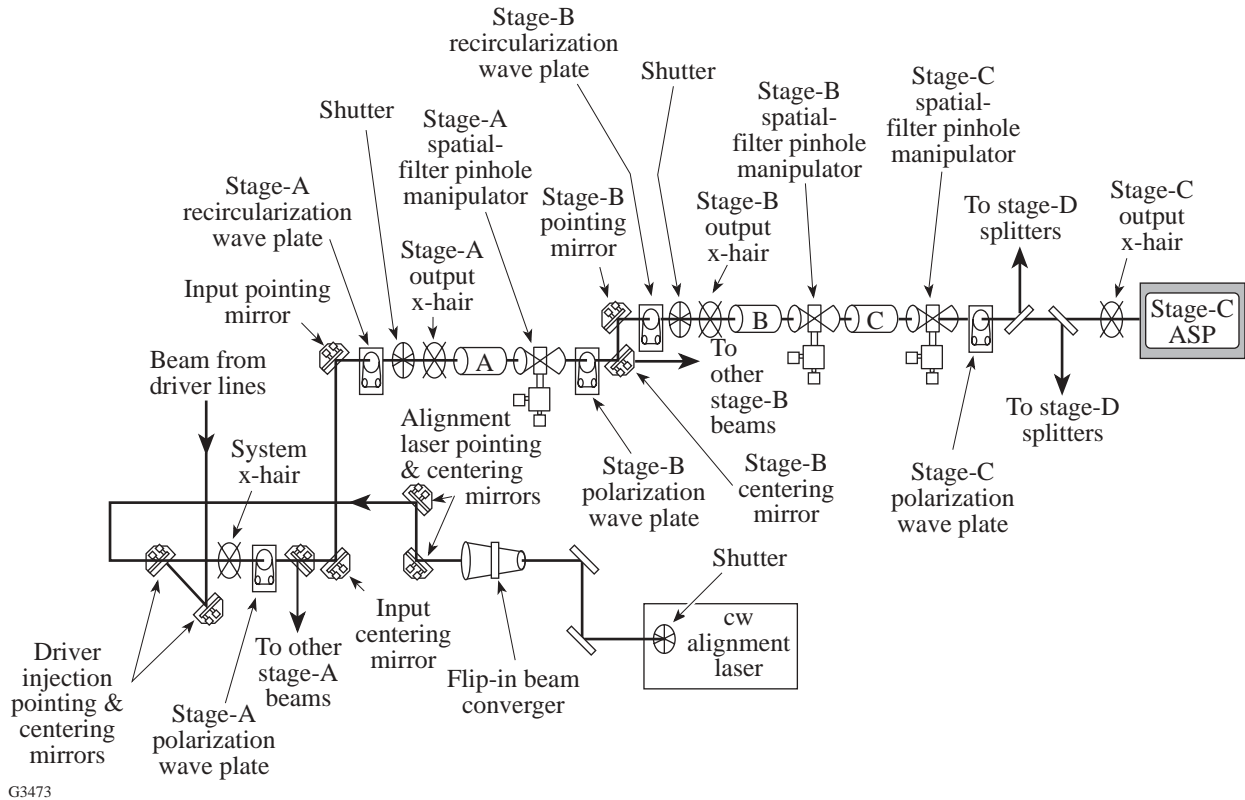 Stage-B
recircularization
wave plate
Shutter
Stage-B
spatial-
filter pinhole
manipulator
Stage-C
spatial-
filter pinhole
manipulator
Shutter
Stage-A
spatial-
filter pinhole
manipulator
Stage-A
recircularization
wave plate
Stage-B
pointing
mirror
Stage-B
output
x-hair
To stage-D
splitters
Stage-C
output
x-hair
Stage-A
output
x-hair
Input pointing
mirror
B
C
Stage-C
ASP
A
Beam from
driver lines
To
other
stage-B
beams
To stage-D
splitters
Alignment
laser pointing
& centering
mirrors
System
x-hair
Stage-B
polarization
wave plate
Stage-B
centering
mirror
Stage-C
polarization
wave plate
Shutter
cw
alignment
laser
Input
centering
mirror
Flip-in beam
converger
To other
stage-A
beams
Driver
injection
pointing &
centering
mirrors
Stage-A
polarization
wave plate
G3473